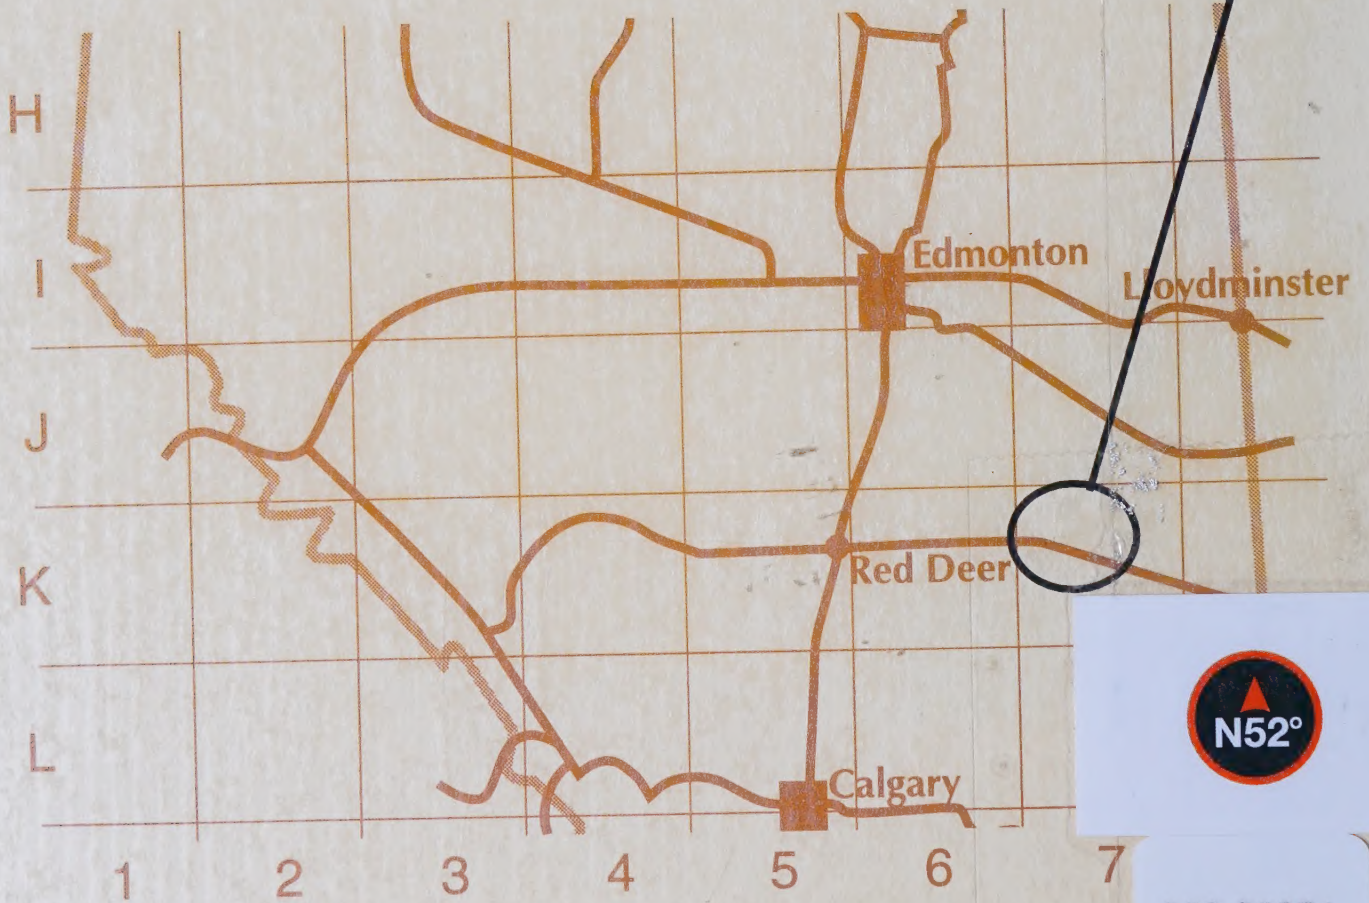 H
Edmonton
I
Lloydminster
J
Red Deer
K
N52°
L
Calgary
1 2 3 4 5 6 7